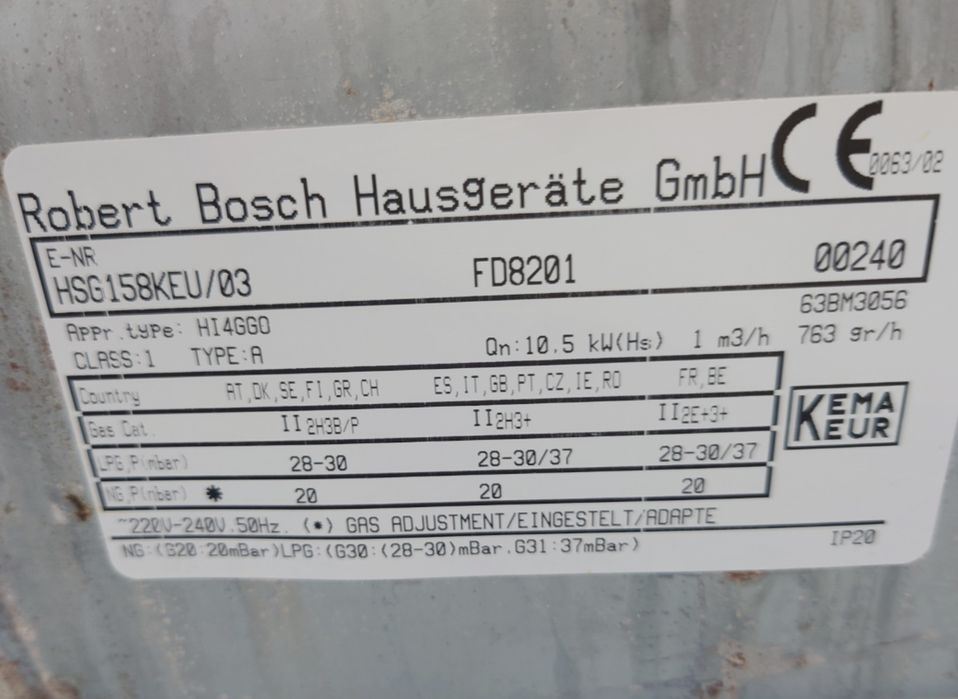 Robert Bosch Hausgeräte GmbH CE 0063/02
E-NR
HSG158KEU/03 FD8201 00240
63BM3056
Appr.type: HI4GGO
CLASS:1 TYPE:A Qn:10.5 kW(Hs) 1 m3/h 763 gr/h
Country AT,DK,SE,FI,GR,CH ES,IT,GB,PT,CZ,IE,RO FR,BE
Gas Cat. II2H3B/P II2H3+ II2E+3+
LPG,P(mbar) 28-30 28-30/37 28-30/37
NG,P(mbar) * 20 20 20
KEMA
KEUR
~220V-240V.50Hz. (*) GAS ADJUSTMENT/EINGESTELT/ADAPTE
NG:(G20:20mBar)LPG:(G30:(28-30)mBar.G31:37mBar) IP20